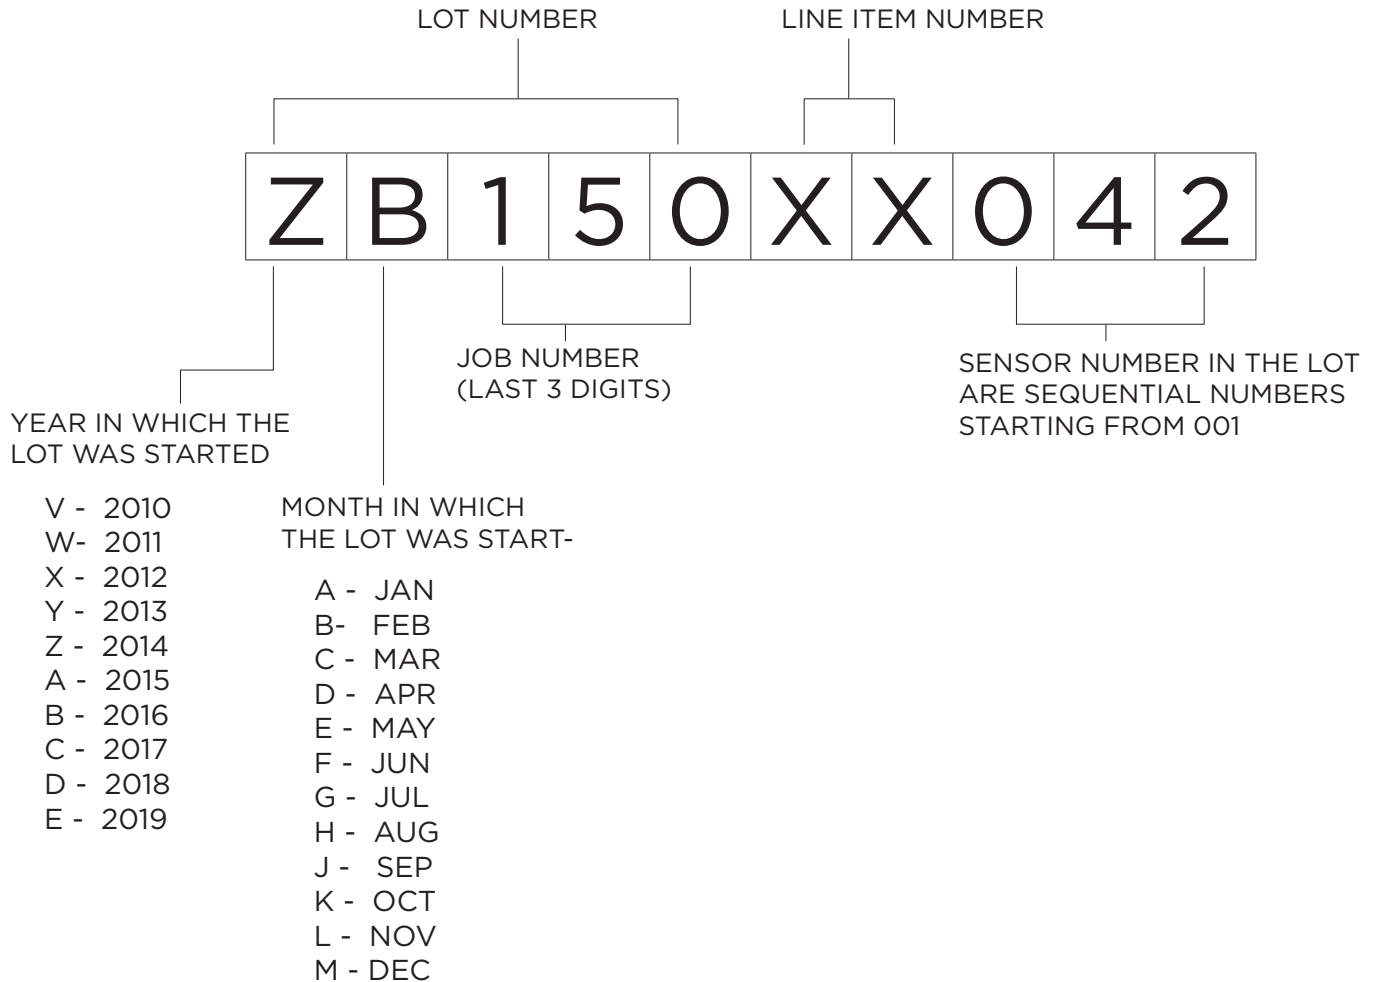 LOT NUMBER
LINE ITEM NUMBER
ZB150XX042
JOB NUMBER
(LAST 3 DIGITS)
SENSOR NUMBER IN THE LOT
ARE SEQUENTIAL NUMBERS
STARTING FROM 001
YEAR IN WHICH THE
LOT WAS STARTED
V - 2010
W- 2011
X - 2012
Y - 2013
Z - 2014
A - 2015
B - 2016
C - 2017
D - 2018
E - 2019
MONTH IN WHICH
THE LOT WAS START-
A - JAN
B- FEB
C - MAR
D - APR
E - MAY
F - JUN
G - JUL
H - AUG
J - SEP
K - OCT
L - NOV
M - DEC